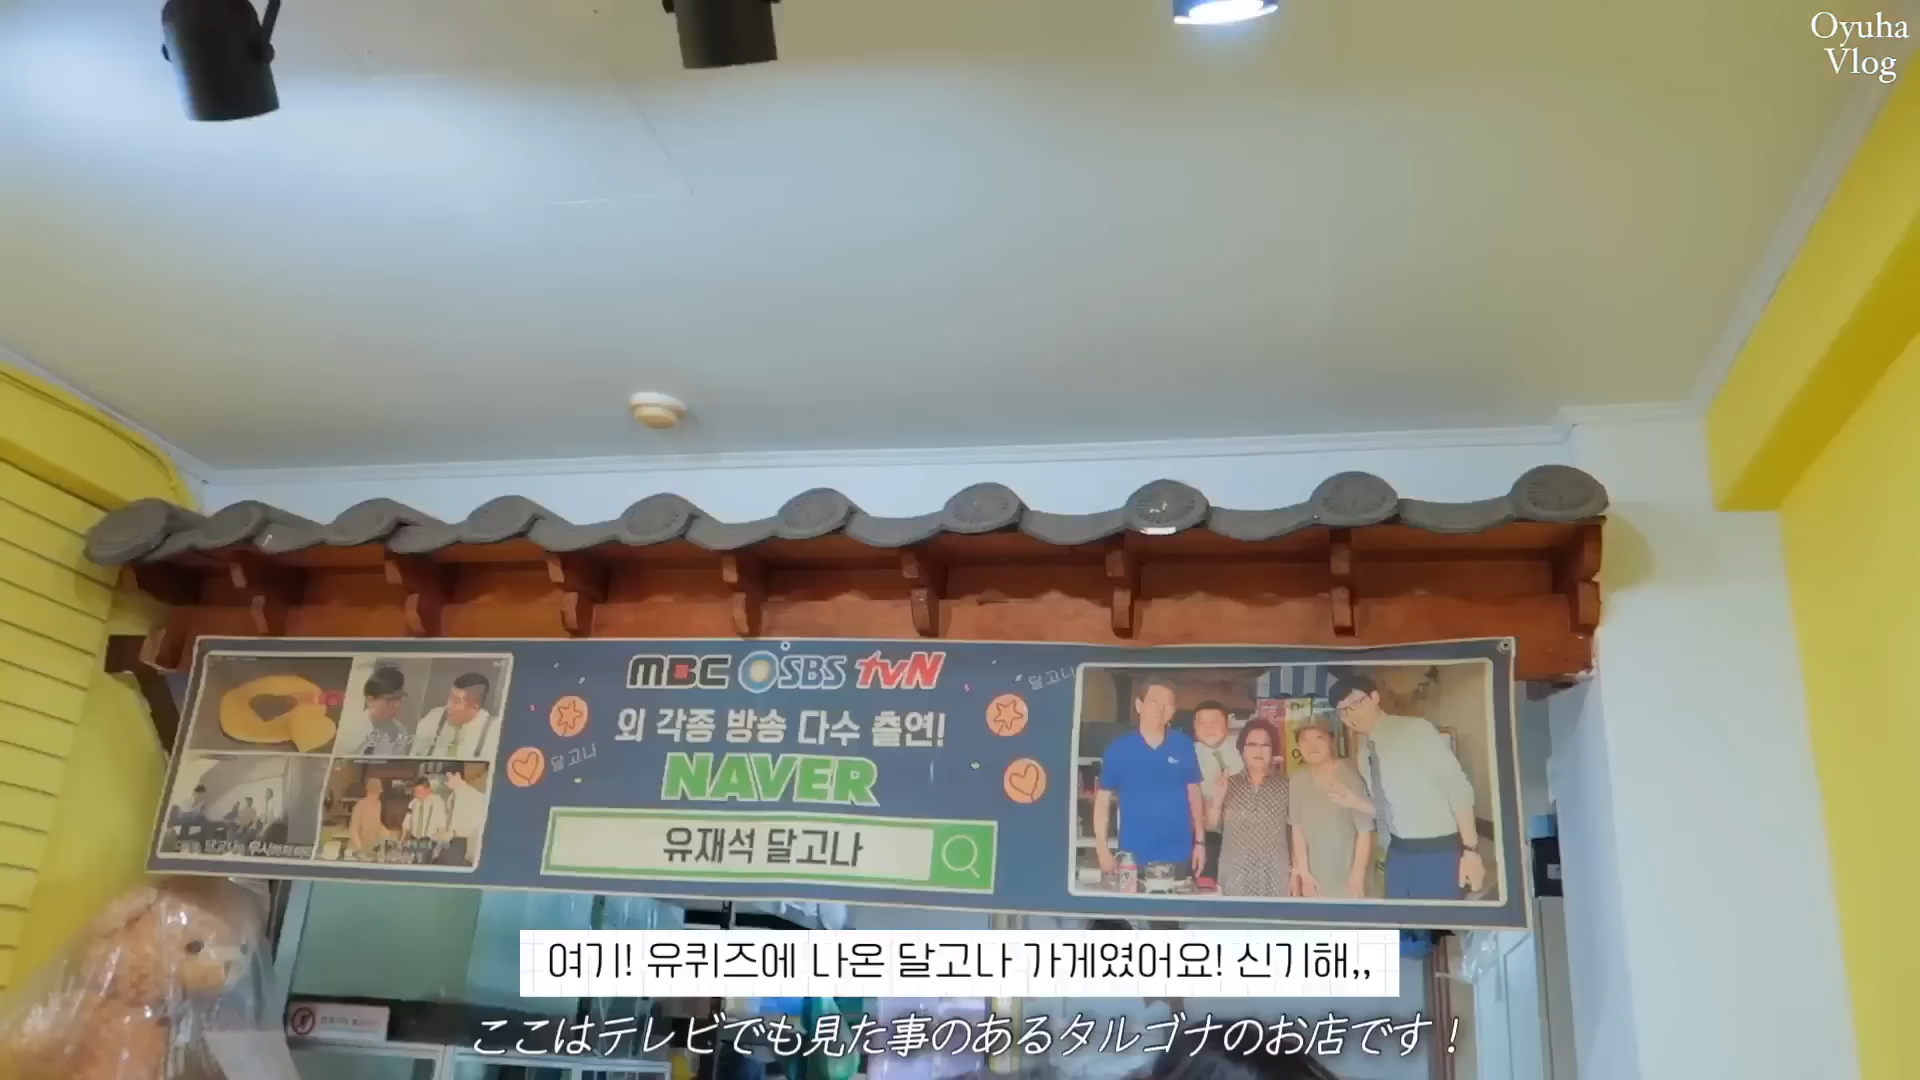 Oyuha
Vlog
MBC SBS tvN
외 각종 방송 다수 출연!
달고나
달고나
NAVER
유재석 달고나
여기! 유퀴즈에 나온 달고나 가게였어요! 신기해,,
ここはテレビでも見た事のあるタルゴナのお店です！